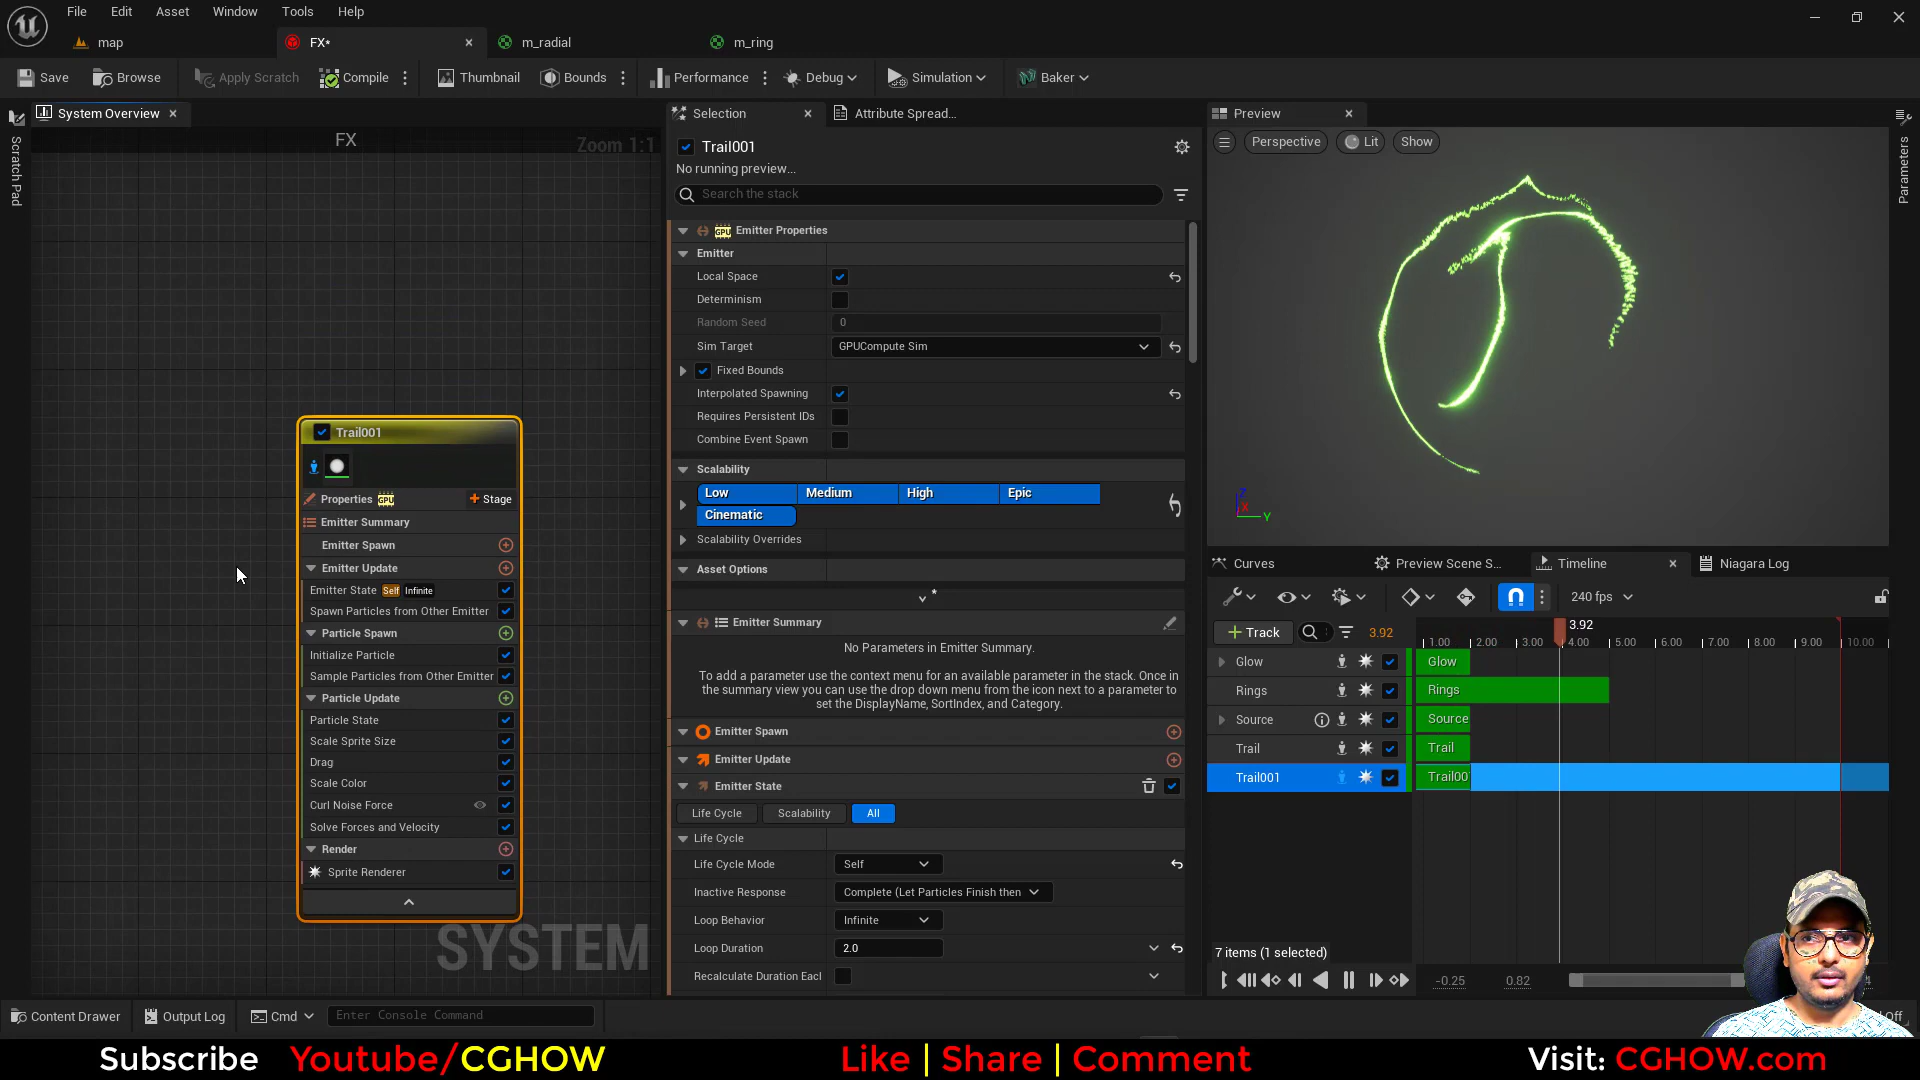 File Edit Asset Window Tools Help
map FX* m_radial m_ring
Save Browse Apply Scratch Compile Thumbnail Bounds Performance Debug Simulation Baker
Scratch Pad
System Overview
FX
Zoom 1:1
Trail001
Properties GPU Stage
Emitter Summary
Emitter Spawn
Emitter Update
Emitter State Self Infinite
Spawn Particles from Other Emitter
Particle Spawn
Initialize Particle
Sample Particles from Other Emitter
Particle Update
Particle State
Scale Sprite Size
Drag
Scale Color
Curl Noise Force
Solve Forces and Velocity
Render
Sprite Renderer
SYSTEM
Selection Attribute Spread...
Trail001
No running preview...
Search the stack
GPU Emitter Properties
Emitter
Local Space
Determinism
Random Seed 0
Sim Target GPUCompute Sim
Fixed Bounds
Interpolated Spawning
Requires Persistent IDs
Combine Event Spawn
Scalability
Low Medium High Epic
Cinematic
Scalability Overrides
Asset Options
Emitter Summary
No Parameters in Emitter Summary.
To add a parameter use the context menu for an available parameter in the stack. Once in
the summary view you can use the drop down menu from the icon next to a parameter to
set the DisplayName, SortIndex, and Category.
Emitter Spawn
Emitter Update
Emitter State
Life Cycle Scalability All
Life Cycle
Life Cycle Mode Self
Inactive Response Complete (Let Particles Finish then
Loop Behavior Infinite
Loop Duration 2.0
Recalculate Duration Eacl
Preview
Perspective Lit Show
Z X Y
Parameters
Curves Preview Scene S... Timeline Niagara Log
240 fps
+ Track 3.92 3.92
1.00 2.00 3.00 4.00 5.00 6.00 7.00 8.00 9.00 10.00
Glow Glow
Rings Rings
Source Source
Trail Trail
Trail001 Trail00
7 items (1 selected)
-0.25 0.82
Content Drawer Output Log Cmd Enter Console Command
Off
Subscribe Youtube/CGHOW Like | Share | Comment Visit: CGHOW.com